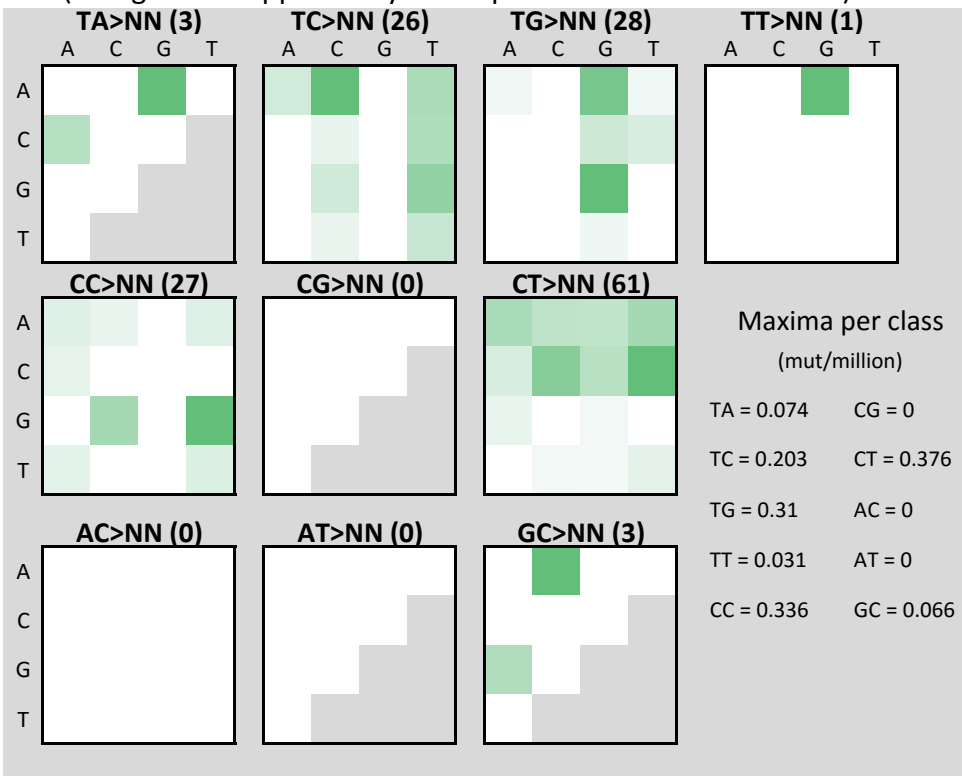 TA>NN (3) TC>NN (26) TG>NN (28) TT>NN (1)
A C G T A C G T A C G T A C G T
A
C
G
T
CC>NN (27) CG>NN (0) CT>NN (61)
A
C
G
T
Maxima per class
(mut/million)
TA = 0.074 CG = 0
TC = 0.203 CT = 0.376
TG = 0.31 AC = 0
TT = 0.031 AT = 0
CC = 0.336 GC = 0.066
AC>NN (0) AT>NN (0) GC>NN (3)
A
C
G
T